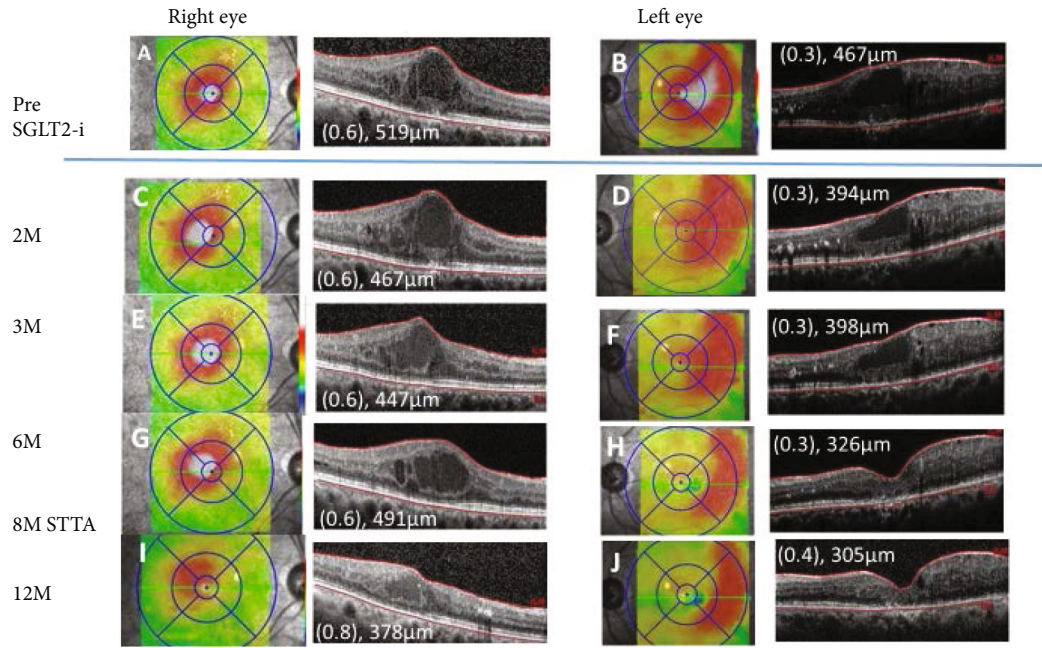 Right eye
Left eye
Pre
SGLT2-i
A
(0.6), 519µm
B
(0.3), 467µm
2M
C
(0.6), 467µm
D
(0.3), 394µm
3M
E
(0.6), 447µm
F
(0.3), 398µm
6M
G
(0.6), 491µm
H
(0.3), 326µm
8M STTA
12M
I
(0.8), 378µm
J
(0.4), 305µm